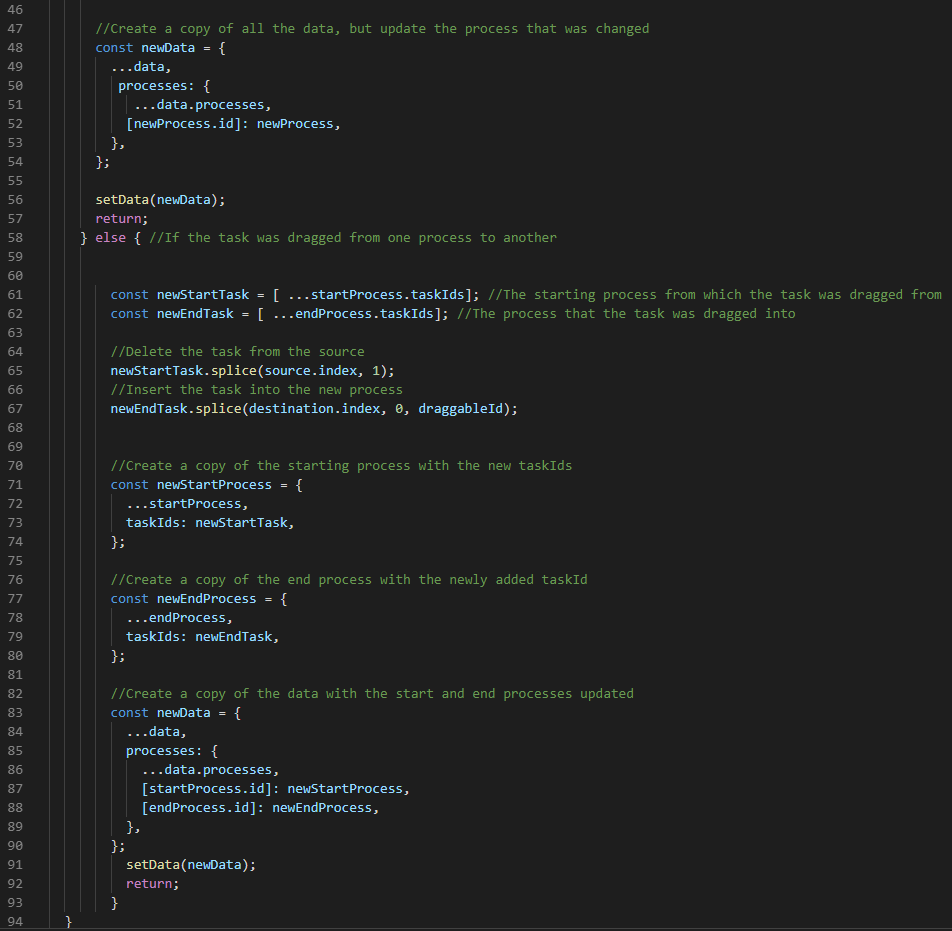 46
47 //Create a copy of all the data, but update the process that was changed
48 const newData = {
49 ...data,
50 processes: {
51 ...data.processes,
52 [newProcess.id]: newProcess,
53 },
54 };
55
56 setData(newData);
57 return;
58 } else { //If the task was dragged from one process to another
59
60
61 const newStartTask = [ ...startProcess.taskIds]; //The starting process from which the task was dragged from
62 const newEndTask = [ ...endProcess.taskIds]; //The process that the task was dragged into
63
64 //Delete the task from the source
65 newStartTask.splice(source.index, 1);
66 //Insert the task into the new process
67 newEndTask.splice(destination.index, 0, draggableId);
68
69
70 //Create a copy of the starting process with the new taskIds
71 const newStartProcess = {
72 ...startProcess,
73 taskIds: newStartTask,
74 };
75
76 //Create a copy of the end process with the newly added taskId
77 const newEndProcess = {
78 ...endProcess,
79 taskIds: newEndTask,
80 };
81
82 //Create a copy of the data with the start and end processes updated
83 const newData = {
84 ...data,
85 processes: {
86 ...data.processes,
87 [startProcess.id]: newStartProcess,
88 [endProcess.id]: newEndProcess,
89 },
90 };
91 setData(newData);
92 return;
93 }
94 }